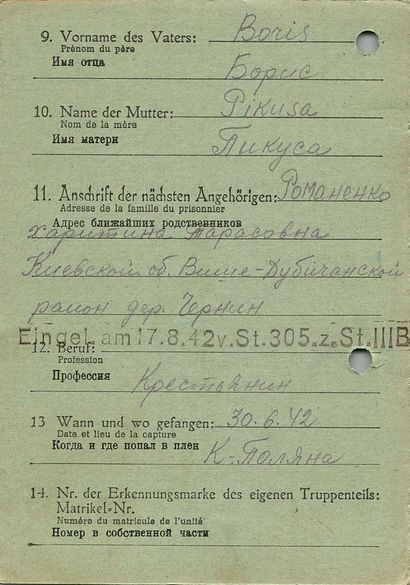 9. Vorname des Vaters: Boris
Prénom du père
Имя отца
Борис
10. Name der Mutter: Pikusa
Nom de la mère
Имя матери
Пикуса
11. Anschrift der nächsten Angehörigen: Романенко
Adresse de la famille du prisonnier
Адрес ближайших родственников
Харитина Тарасовна
Киевской об. Више-Дубичанской
район дер. Чернин
Eingel. am 17.8.42 v. St. 305. z. St. III B
12. Beruf:
Profession
Профессия
Крестьянин
13 Wann und wo gefangen: 30.6.42
Date et lieu de la capture
Когда и где попал в плен
К-Поляна
14. Nr. der Erkennungsmarke des eigenen Truppenteils:
Matrikel-Nr.
Numéro du matricule de l'unité
Номер в собственной части